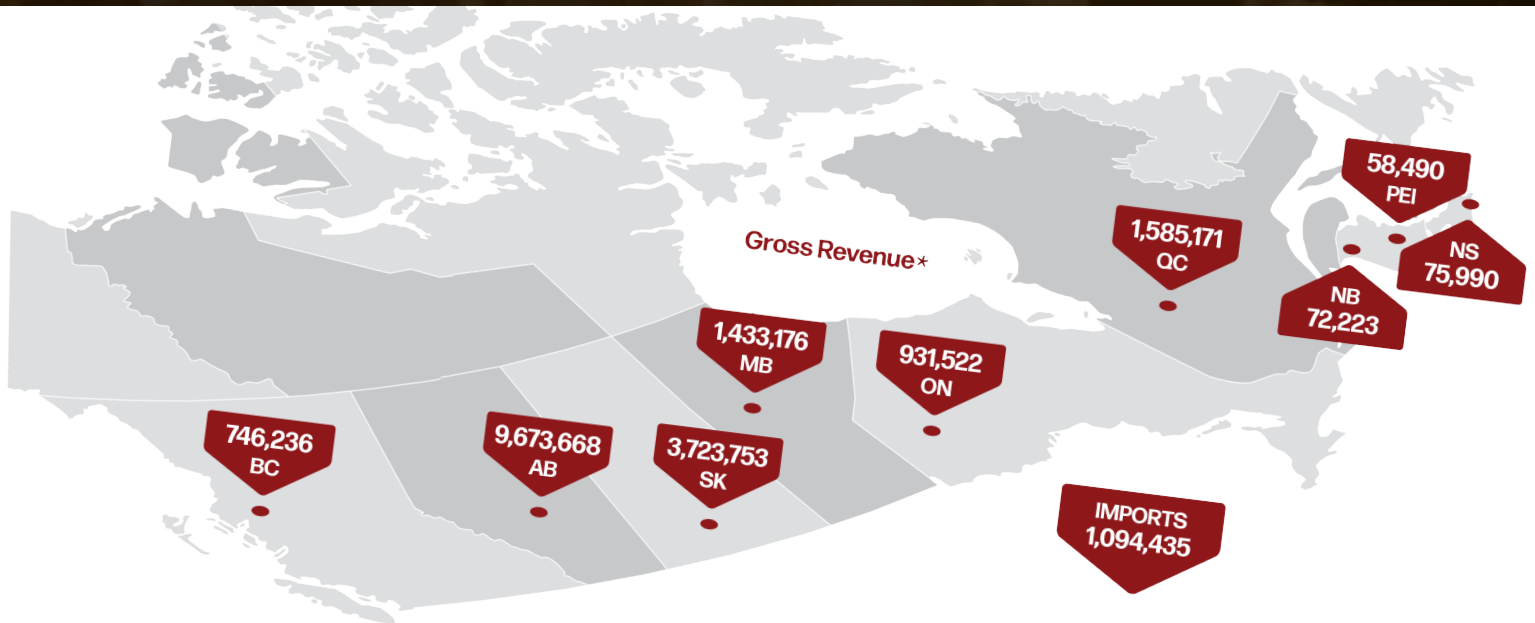 Gross Revenue*
746,236
BC
9,673,668
AB
3,723,753
SK
1,433,176
MB
931,522
ON
1,585,171
QC
NB
72,223
58,490
PEI
NS
75,990
IMPORTS
1,094,435